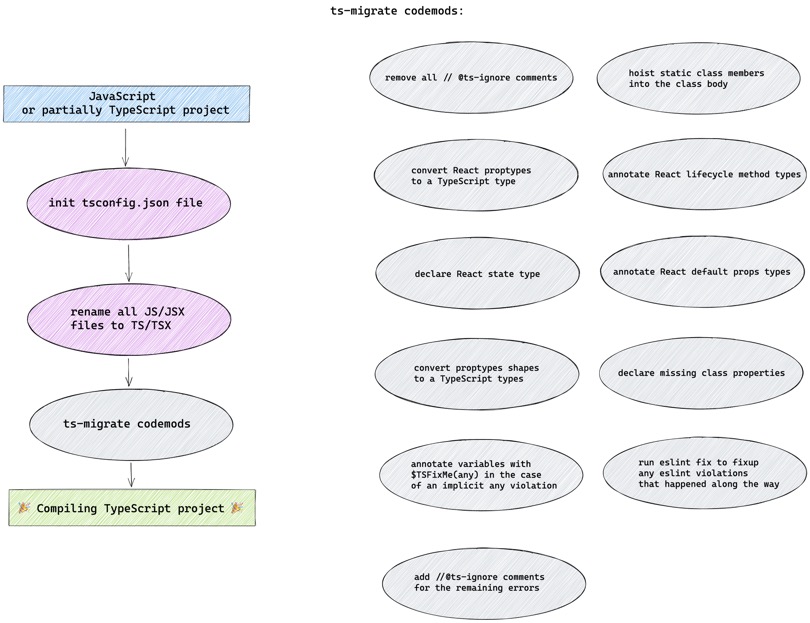 ts-migrate codemods:
JavaScript
or partially TypeScript project
init tsconfig.json file
rename all JS/JSX
files to TS/TSX
ts-migrate codemods
🎉 Compiling TypeScript project 🎉
remove all // @ts-ignore comments
hoist static class members
into the class body
convert React proptypes
to a TypeScript type
annotate React lifecycle method types
declare React state type
annotate React default props types
convert proptypes shapes
to a TypeScript types
declare missing class properties
annotate variables with
$TSFixMe(any) in the case
of an implicit any violation
run eslint fix to fixup
any eslint violations
that happened along the way
add //@ts-ignore comments
for the remaining errors